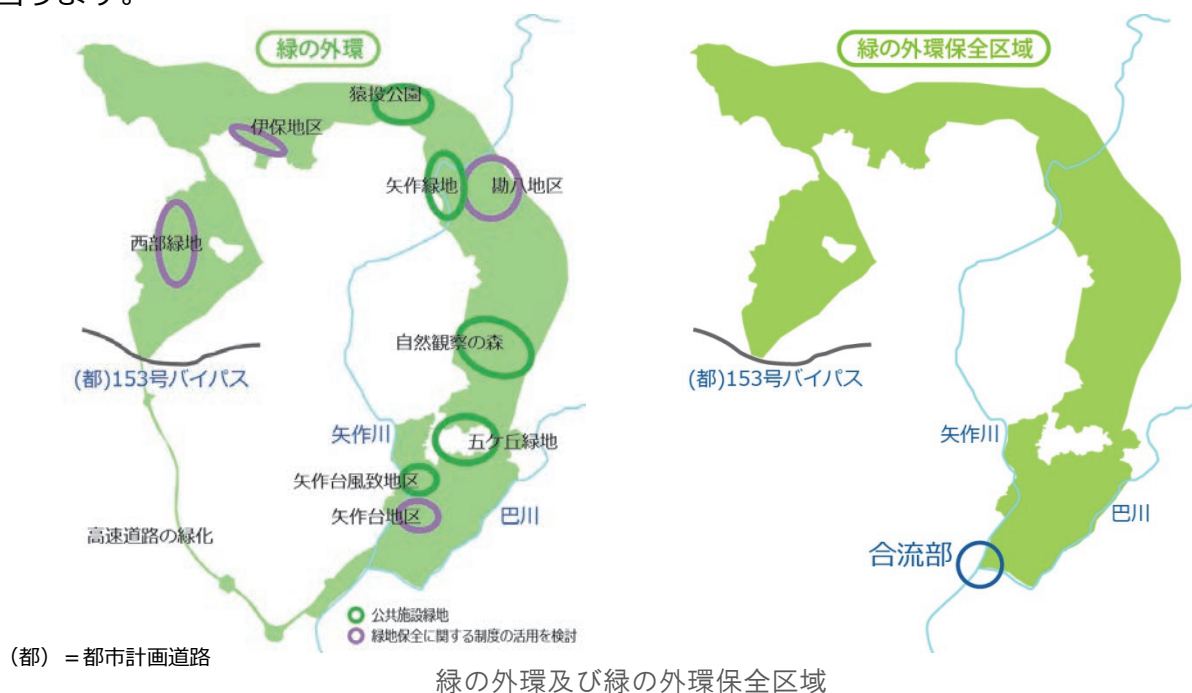 当ります。
緑の外環
猿投公園
伊保地区
矢作緑地
勘八地区
西部緑地
自然観察の森
(都)153号バイパス
矢作川
五ケ丘緑地
矢作台風致地区
矢作台地区
巴川
高速道路の緑化
公共施設緑地
緑地保全に関する制度の活用を検討
(都)＝都市計画道路
緑の外環保全区域
(都)153号バイパス
矢作川
巴川
合流部
緑の外環及び緑の外環保全区域